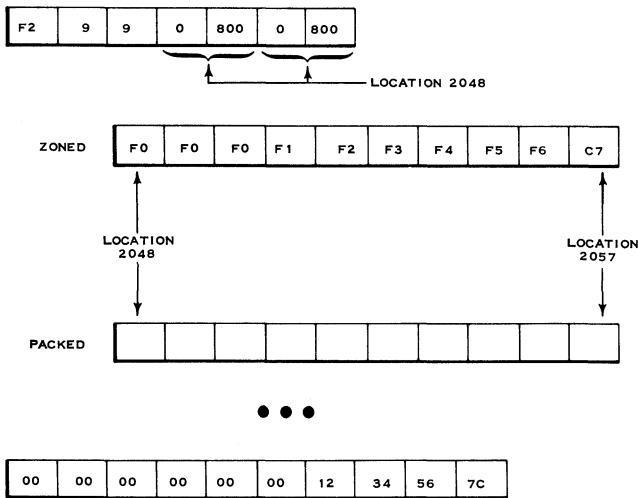 F2 9 9 0 800 0 800
LOCATION 2048
ZONED F0 F0 F0 F1 F2 F3 F4 F5 F6 C7
LOCATION
2048
LOCATION
2057
PACKED
00 00 00 00 00 00 12 34 56 7C